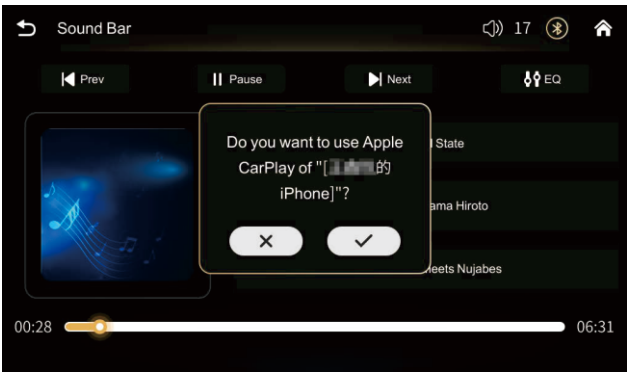 Sound Bar
17
Prev
Pause
Next
EQ
Do you want to use Apple
CarPlay of "[ 的
iPhone]"?
State
ama Hiroto
eets Nujabes
00:28
06:31